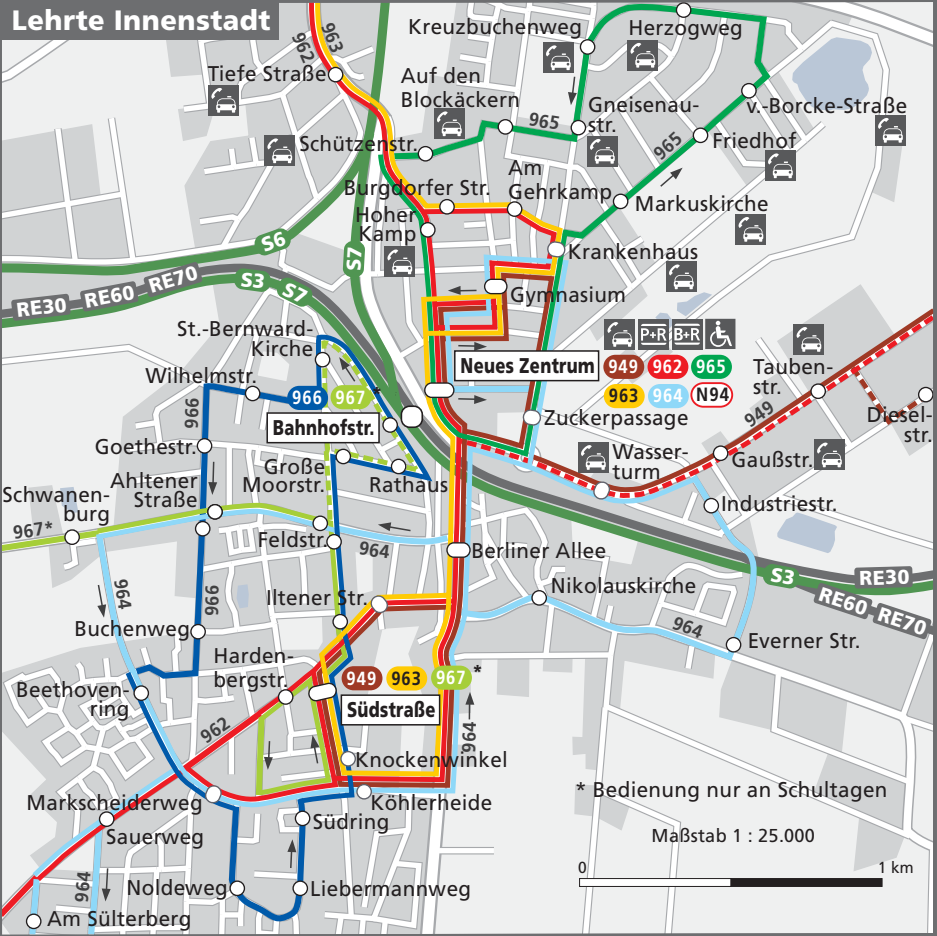 Lehrte Innenstadt
962
963
Kreuzbuchenweg
Herzogweg
Tiefe Straße
Auf den
Blockäckern
Gneisenau-
str.
v.-Borcke-Straße
965
Schützenstr.
965
Friedhof
Am
Gehrkamp
Burgdorfer Str.
Markuskirche
Hoher
Kamp
S6
S7
Krankenhaus
RE30
RE60
RE70
S3
S7
Gymnasium
St.-Bernward-
Kirche
P+R
B+R
Neues Zentrum
949
962
965
963
964
N94
Tauben-
str.
Wilhelmstr.
966
966
967
949
Diesel-
str.
Bahnhofstr.
Zuckerpassage
Goethestr.
Große
Moorstr.
Rathaus
Wasser-
turm
Gaußstr.
Ahltener
Straße
Schwanen-
burg
Industriestr.
967*
Feldstr.
964
Berliner Allee
S3
RE30
RE60
RE70
964
966
Iltener Str.
Nikolauskirche
964
Buchenweg
Everner Str.
Harden-
bergstr.
949
963
967
*
Beethoven-
ring
Südstraße
962
964
Knockenwinkel
Markscheiderweg
Köhlerheide
* Bedienung nur an Schultagen
Sauerweg
Südring
Maßstab 1 : 25.000
0
1 km
964
Noldeweg
Liebermannweg
Am Sülterberg